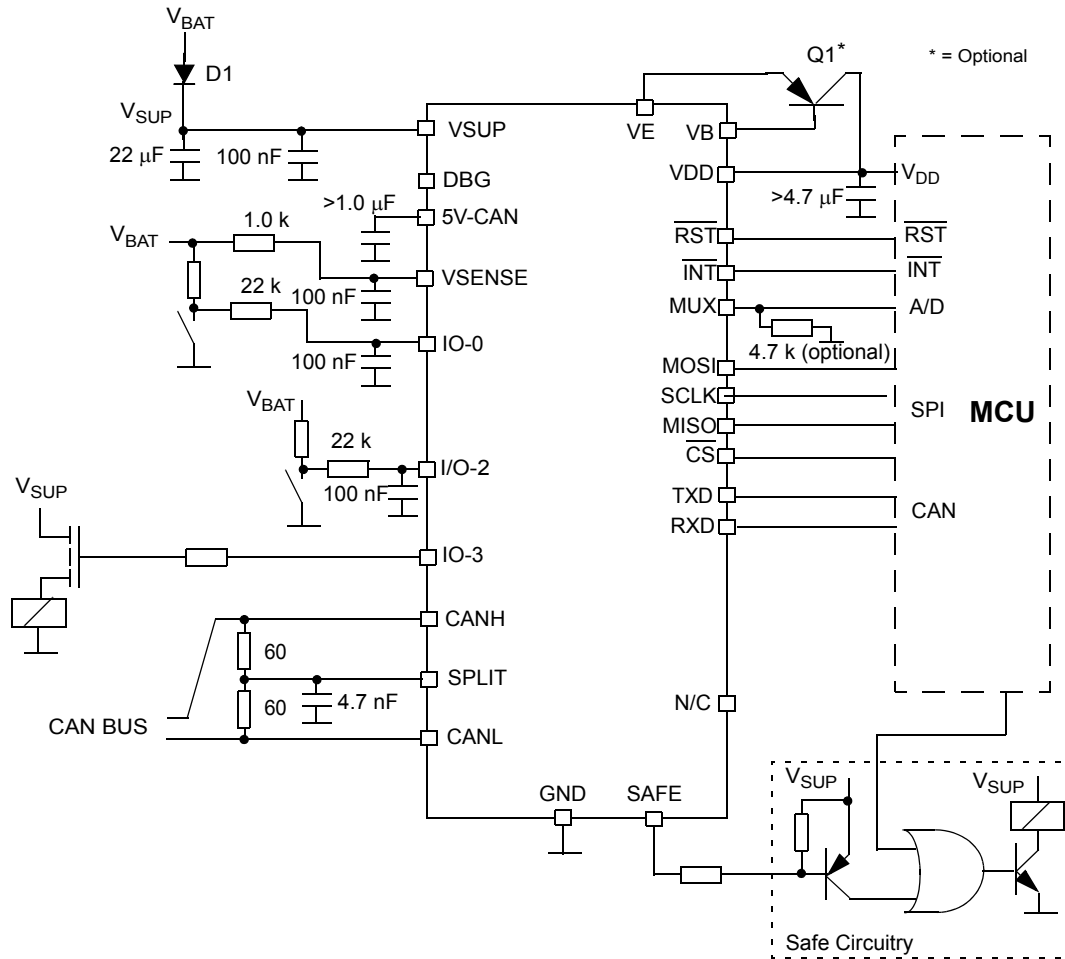 V_BAT
D1
Q1*
* = Optional
V_SUP
22 μF
100 nF
VSUP
VE
VB
DBG
VDD
V_DD
>4.7 μF
>1.0 μF
5V-CAN
1.0 k
V_BAT
RST
RST
VSENSE
INT
INT
100 nF
22 k
MUX
A/D
IO-0
4.7 k (optional)
100 nF
MOSI
SCLK
SPI
MCU
MISO
V_BAT
22 k
CS
I/O-2
100 nF
V_SUP
TXD
CAN
RXD
IO-3
CANH
60
SPLIT
4.7 nF
60
N/C
CAN BUS
CANL
GND
SAFE
V_SUP
V_SUP
Safe Circuitry